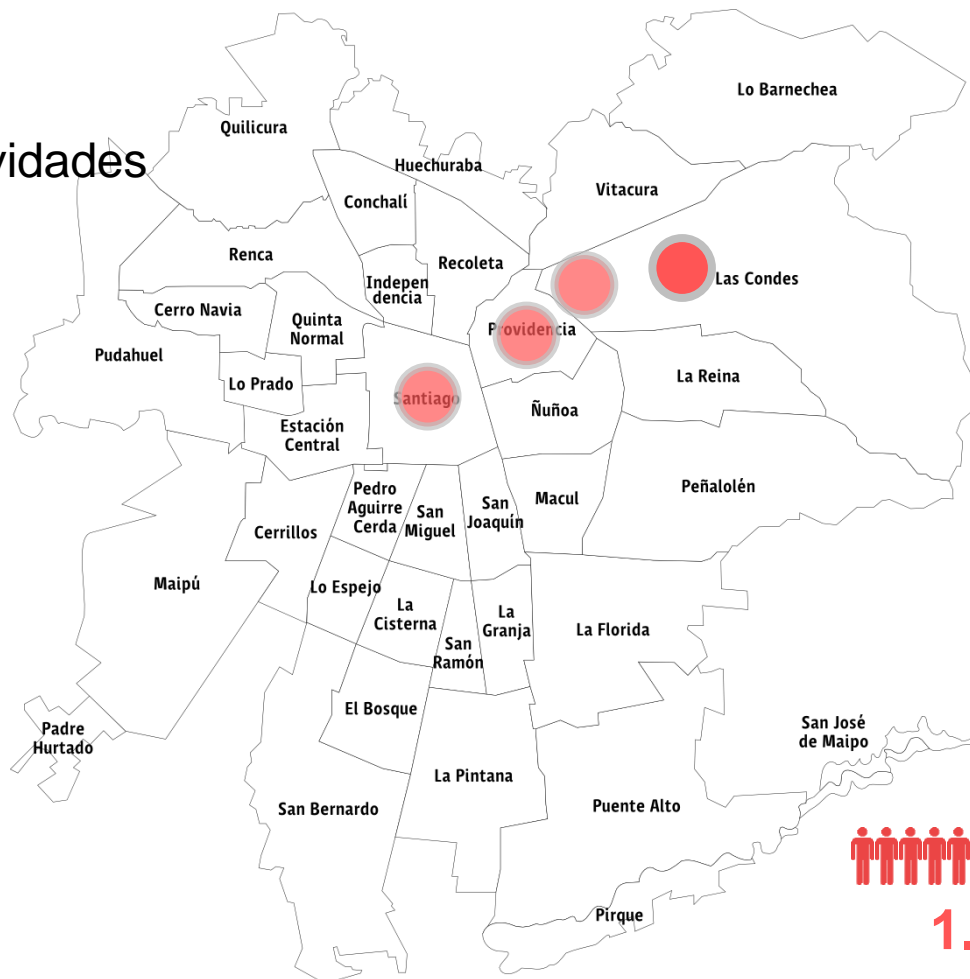 Lo Barnechea
Quilicura
vidades
Huechuraba
Vitacura
Conchalí
Renca
Recoleta
Indepen
dencia
Las Condes
Cerro Navia
Quinta
Normal
Providencia
Pudahuel
Lo Prado
La Reina
Santiago
Ñuñoa
Estación
Central
Pedro
Aguirre
Cerda
San
Miguel
San
Joaquín
Macul
Peñalolén
Cerrillos
Maipú
Lo Espejo
La
Cisterna
San
Ramón
La
Granja
La Florida
El Bosque
Padre
Hurtado
San José
de Maipo
La Pintana
San Bernardo
Puente Alto
Pirque
1.